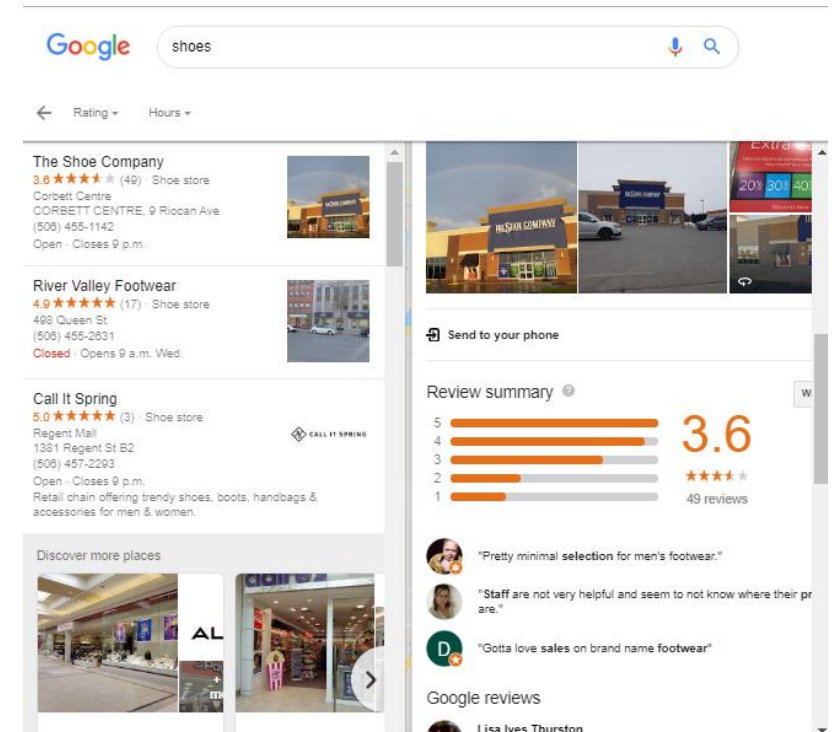 Google
shoes
Rating
Hours
The Shoe Company
3.6 (49) · Shoe store
Corbett Centre
CORBETT CENTRE, 9 Riocan Ave
(506) 455-1142
Open · Closes 9 p.m.
River Valley Footwear
4.9 (17) · Shoe store
498 Queen St
(506) 455-2631
Closed · Opens 9 a.m. Wed.
Call It Spring
5.0 (3) · Shoe store
Regent Mall
1381 Regent St B2
(506) 457-2293
Open · Closes 9 p.m.
Retail chain offering trendy shoes, boots, handbags &
accessories for men & women.
CALL IT SPRING
Discover more places
AL
THE SHOE COMPANY
Extra
20% 30% 40
Send to your phone
Review summary
W
5
4
3
2
1
3.6
49 reviews
"Pretty minimal selection for men's footwear."
"Staff are not very helpful and seem to not know where their pr
are."
D
"Gotta love sales on brand name footwear"
Google reviews
Lisa Ives Thurston